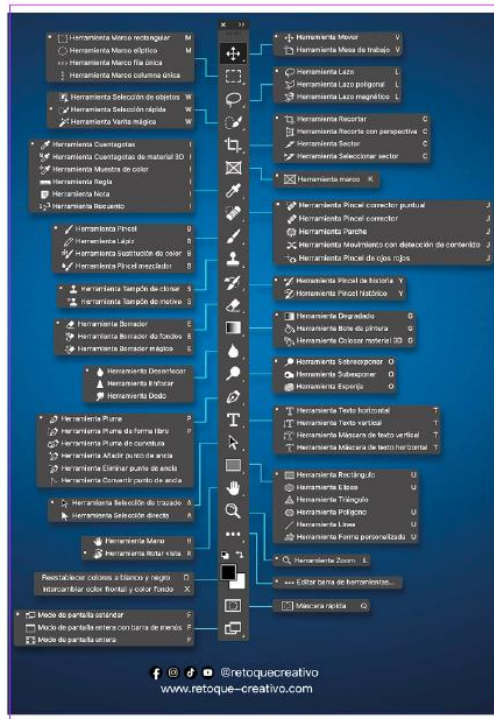 Herramienta Marco rectangular M
Herramienta Marco elíptico M
Herramienta Marco fila única
Herramienta Marco columna única
Herramienta Selección de objetos W
Herramienta Selección rápida W
Herramienta Varita mágica W
Herramienta Cuentagotas I
Herramienta Cuentagotas de material 3D I
Herramienta Muestra de color I
Herramienta Regla I
Herramienta Nota I
Herramienta Recuento I
Herramienta Pincel B
Herramienta Lápiz B
Herramienta Sustitución de color B
Herramienta Pincel mezclador B
Herramienta Tampón de clonar S
Herramienta Tampón de motivo S
Herramienta Borrador E
Herramienta Borrador de fondos E
Herramienta Borrador mágico E
Herramienta Desenfocar
Herramienta Enfocar
Herramienta Dedo
Herramienta Pluma P
Herramienta Pluma de forma libre P
Herramienta Pluma de curvatura
Herramienta Añadir punto de ancla
Herramienta Eliminar punto de ancla
Herramienta Convertir punto de ancla
Herramienta Selección de trazado A
Herramienta Selección directa A
Herramienta Mano H
Herramienta Rotar vista R
Reestablecer colores a blanco y negro D
Intercambiar color frontal y color fondo X
Modo de pantalla estándar F
Modo de pantalla entera con barra de menús F
Modo de pantalla entera F
Herramienta Mover V
Herramienta Mesa de trabajo V
Herramienta Lazo L
Herramienta Lazo poligonal L
Herramienta Lazo magnético L
Herramienta Recortar C
Herramienta Recorte con perspectiva C
Herramienta Sector C
Herramienta Seleccionar sector C
Herramienta marco K
Herramienta Pincel corrector puntual J
Herramienta Pincel corrector J
Herramienta Parche J
Herramienta Movimiento con detección de contenido J
Herramienta Pincel de ojos rojos J
Herramienta Pincel de historia Y
Herramienta Pincel histórico Y
Herramienta Degradado G
Herramienta Bote de pintura G
Herramienta Colocar material 3D G
Herramienta Sobreexponer O
Herramienta Subexponer O
Herramienta Esponja O
Herramienta Texto horizontal T
Herramienta Texto vertical T
Herramienta Máscara de texto vertical T
Herramienta Máscara de texto horizontal T
Herramienta Rectángulo U
Herramienta Elipse U
Herramienta Triángulo
Herramienta Polígono U
Herramienta Línea U
Herramienta Forma personalizada U
Herramienta Zoom L
Editar barra de herramientas...
Máscara rápida Q
@retoquecreativo
www.retoque-creativo.com